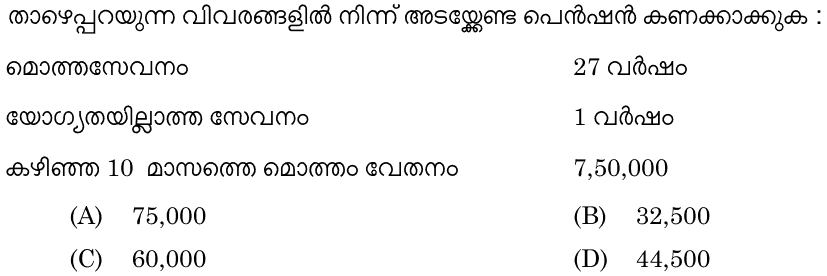 താഴെപ്പറയുന്ന വിവരങ്ങളിൽ നിന്ന് അടയ്ക്കേണ്ട പെൻഷൻ കണക്കാക്കുക :
മൊത്തസേവനം 27 വർഷം
യോഗ്യതയില്ലാത്ത സേവനം 1 വർഷം
കഴിഞ്ഞ 10 മാസത്തെ മൊത്തം വേതനം 7,50,000
(A) 75,000 (B) 32,500
(C) 60,000 (D) 44,500